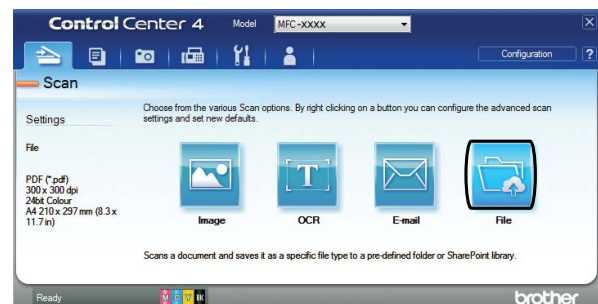 Control Center 4 Model MFC-XXXX
Configuration ?
Scan
Choose from the various Scan options. By right clicking on a button you can configure the advanced scan
settings and set new defaults.
Settings
File
PDF (*.pdf)
300 x 300 dpi
24bit Colour
A4 210 x 297 mm (8.3 x
11.7 in)
T
Image OCR E-mail File
Scans a document and saves it as a specific file type to a pre-defined folder or SharePoint library.
Ready M C Y BK brother